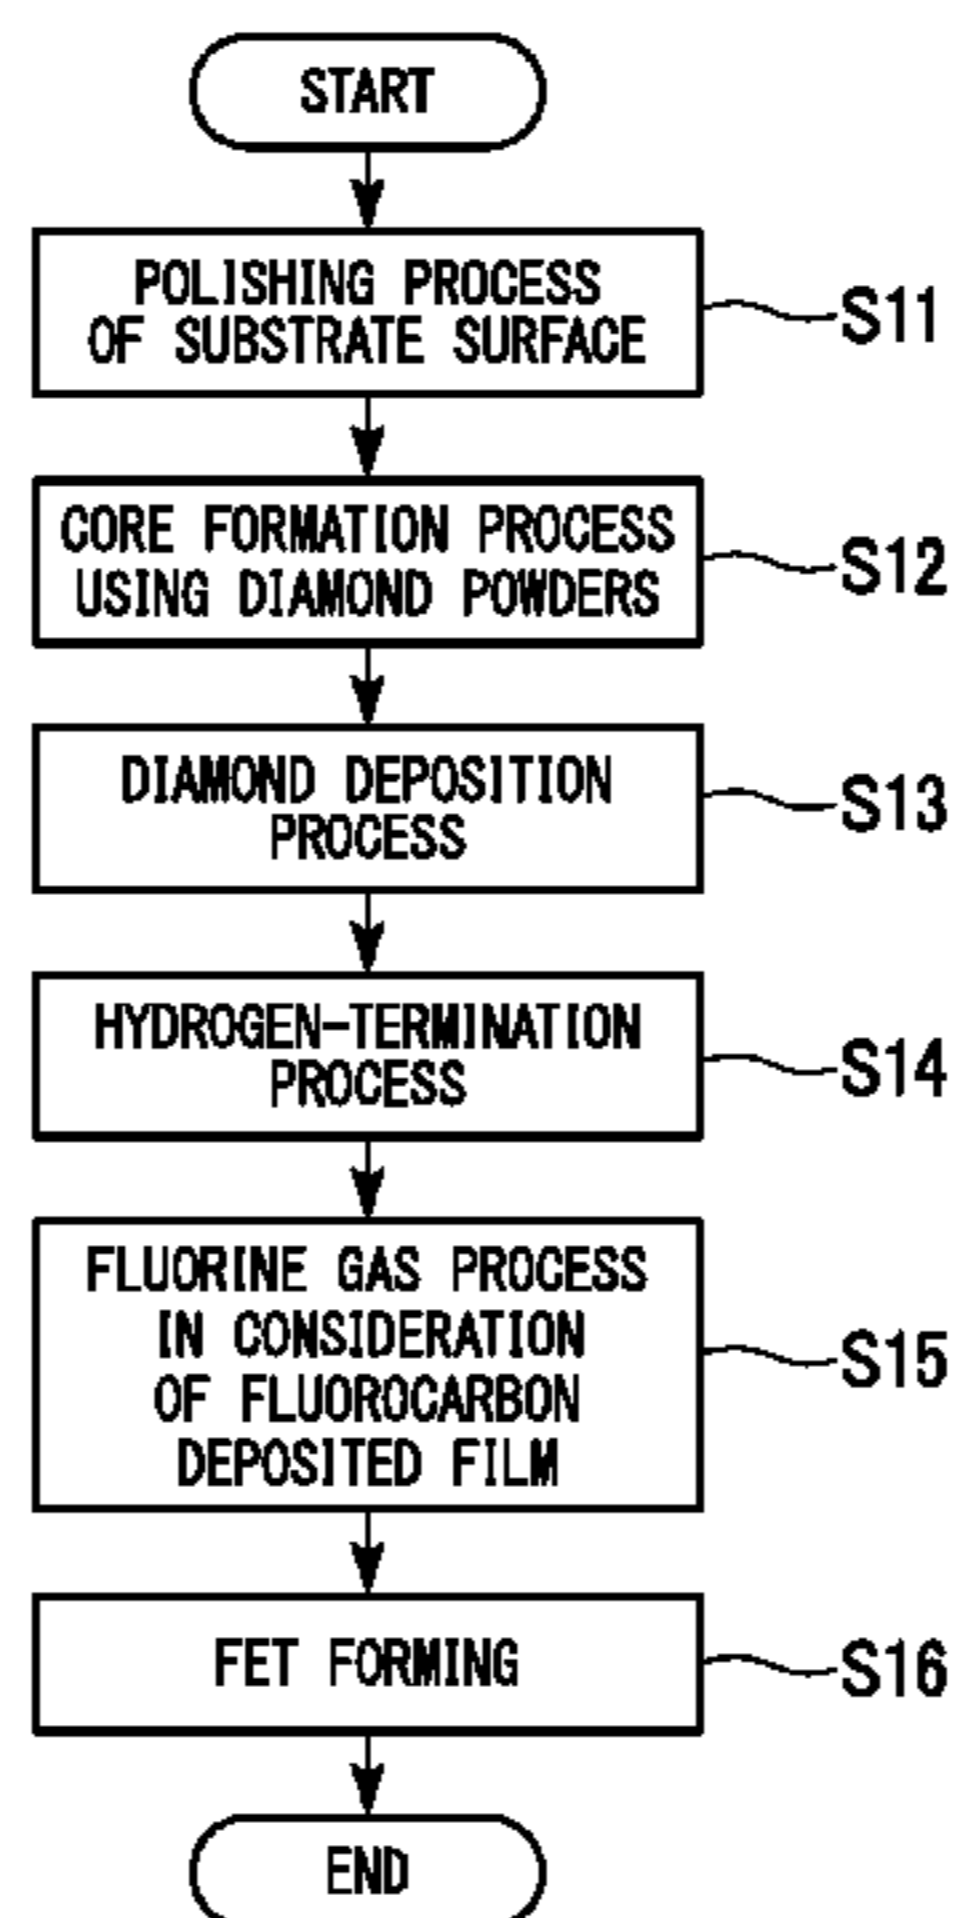 START
POLISHING PROCESS
OF SUBSTRATE SURFACE
S11
CORE FORMATION PROCESS
USING DIAMOND POWDERS
S12
DIAMOND DEPOSITION
PROCESS
S13
HYDROGEN-TERMINATION
PROCESS
S14
FLUORINE GAS PROCESS
IN CONSIDERATION
OF FLUOROCARBON
DEPOSITED FILM
S15
FET FORMING
S16
END